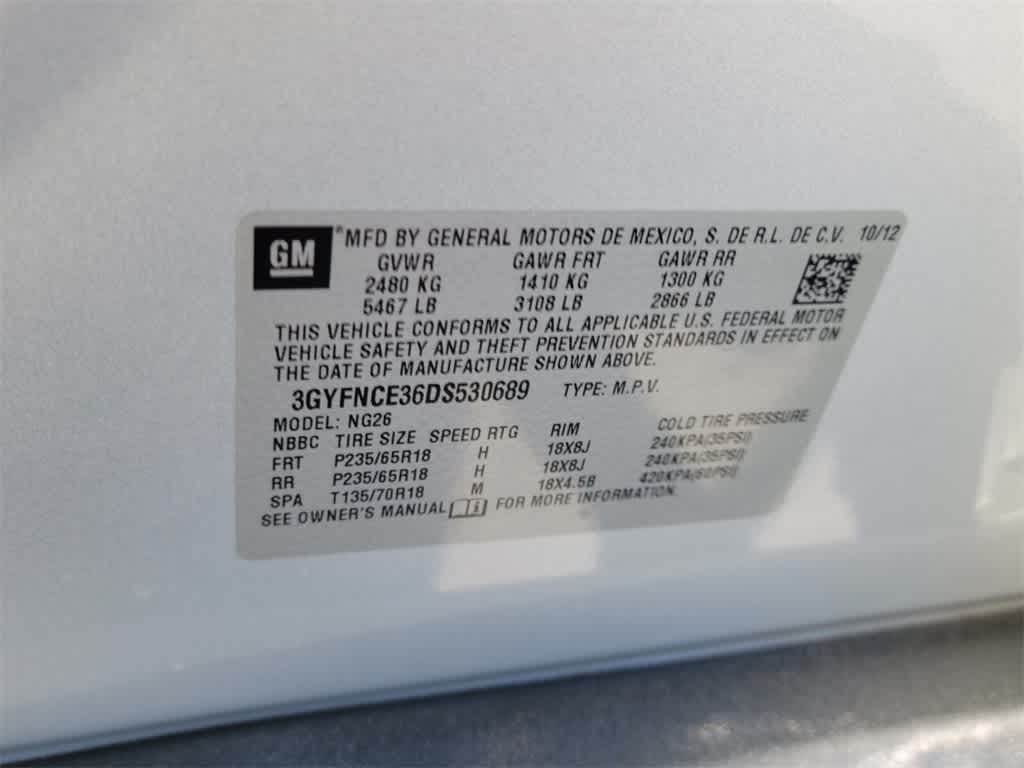 GM ®MFD BY GENERAL MOTORS DE MEXICO, S. DE R.L. DE C.V. 10/12
GVWR GAWR FRT GAWR RR
2480 KG 1410 KG 1300 KG
5467 LB 3108 LB 2866 LB
THIS VEHICLE CONFORMS TO ALL APPLICABLE U.S. FEDERAL MOTOR
VEHICLE SAFETY AND THEFT PREVENTION STANDARDS IN EFFECT ON
THE DATE OF MANUFACTURE SHOWN ABOVE.
3GYFNCE36DS530689 TYPE: M.P.V.
MODEL: NG26
NBBC TIRE SIZE SPEED RTG RIM COLD TIRE PRESSURE
FRT P235/65R18 H 18X8J 240KPA(35PSI)
RR P235/65R18 H 18X8J 240KPA(35PSI)
SPA T135/70R18 M 18X4.5B 420KPA(60PSI)
SEE OWNER'S MANUAL FOR MORE INFORMATION.